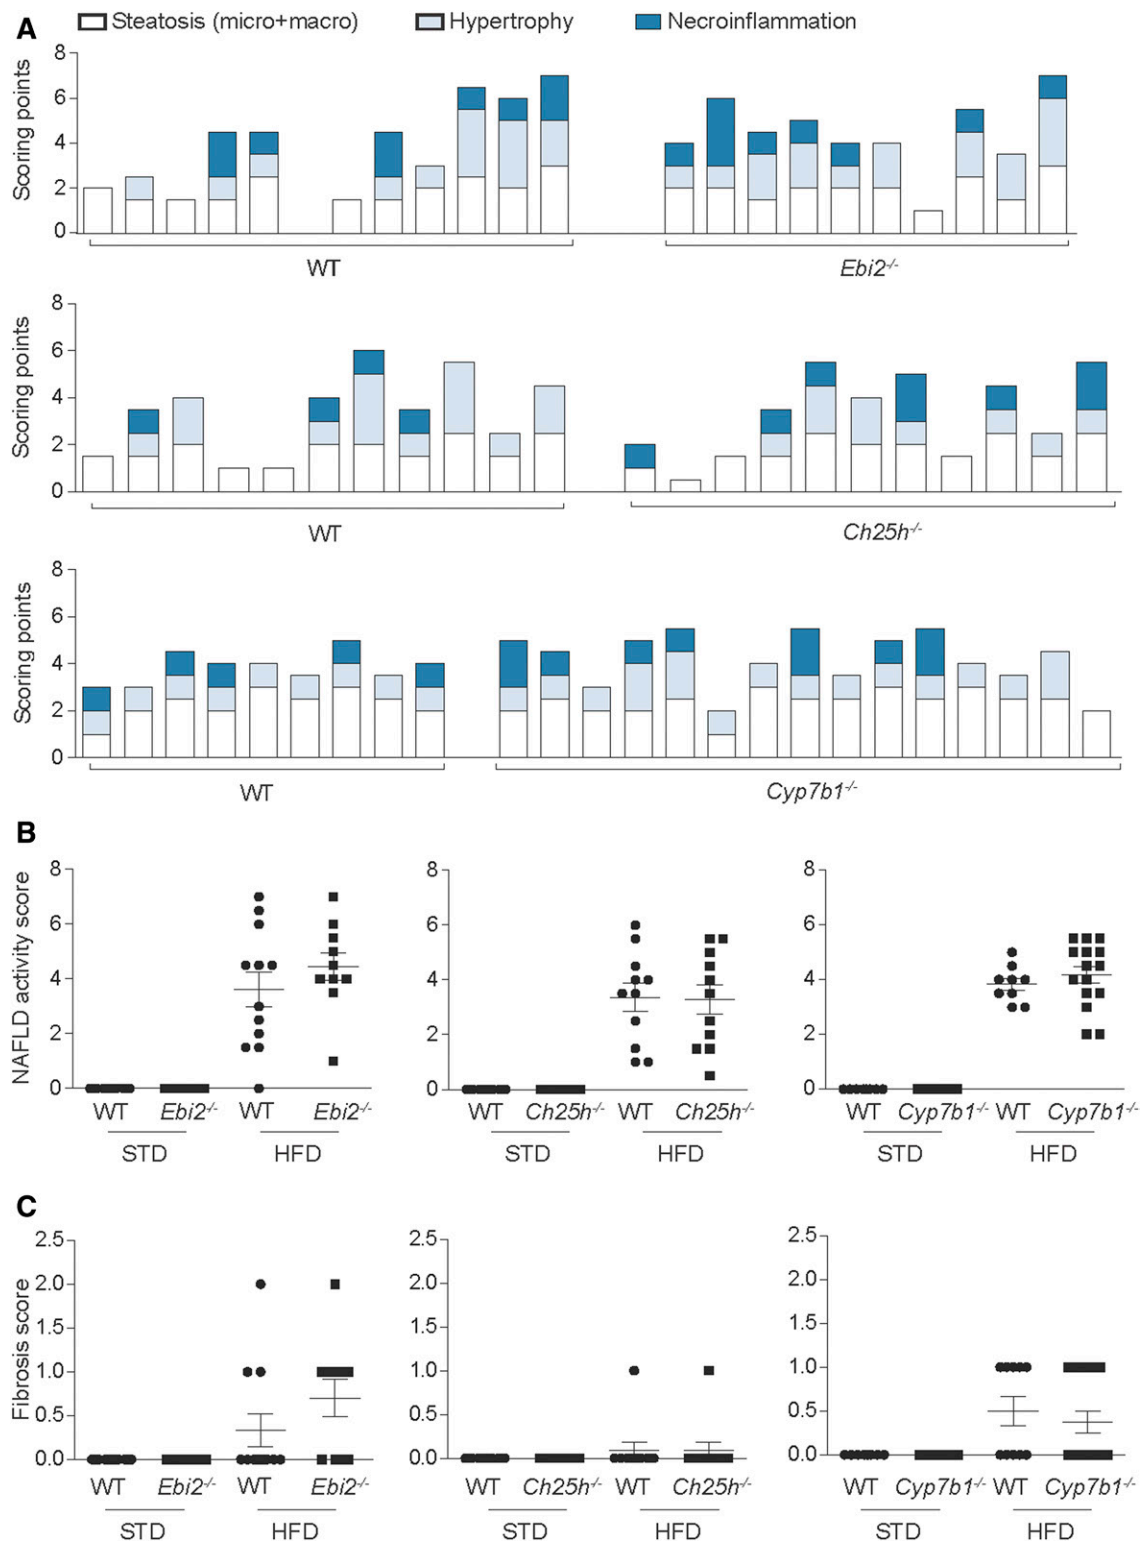 A
Steatosis (micro+macro) Hypertrophy Necroinflammation
Scoring points
8
6
4
2
0
WT Ebi2-/-
Scoring points
8
6
4
2
0
WT Ch25h-/-
Scoring points
8
6
4
2
0
WT Cyp7b1-/-
B
NAFLD activity score
8
6
4
2
0
WT Ebi2-/- WT Ebi2-/-
STD HFD
8
6
4
2
0
WT Ch25h-/- WT Ch25h-/-
STD HFD
8
6
4
2
0
WT Cyp7b1-/- WT Cyp7b1-/-
STD HFD
C
Fibrosis score
2.5
2.0
1.5
1.0
0.5
0.0
WT Ebi2-/- WT Ebi2-/-
STD HFD
2.5
2.0
1.5
1.0
0.5
0.0
WT Ch25h-/- WT Ch25h-/-
STD HFD
2.5
2.0
1.5
1.0
0.5
0.0
WT Cyp7b1-/- WT Cyp7b1-/-
STD HFD